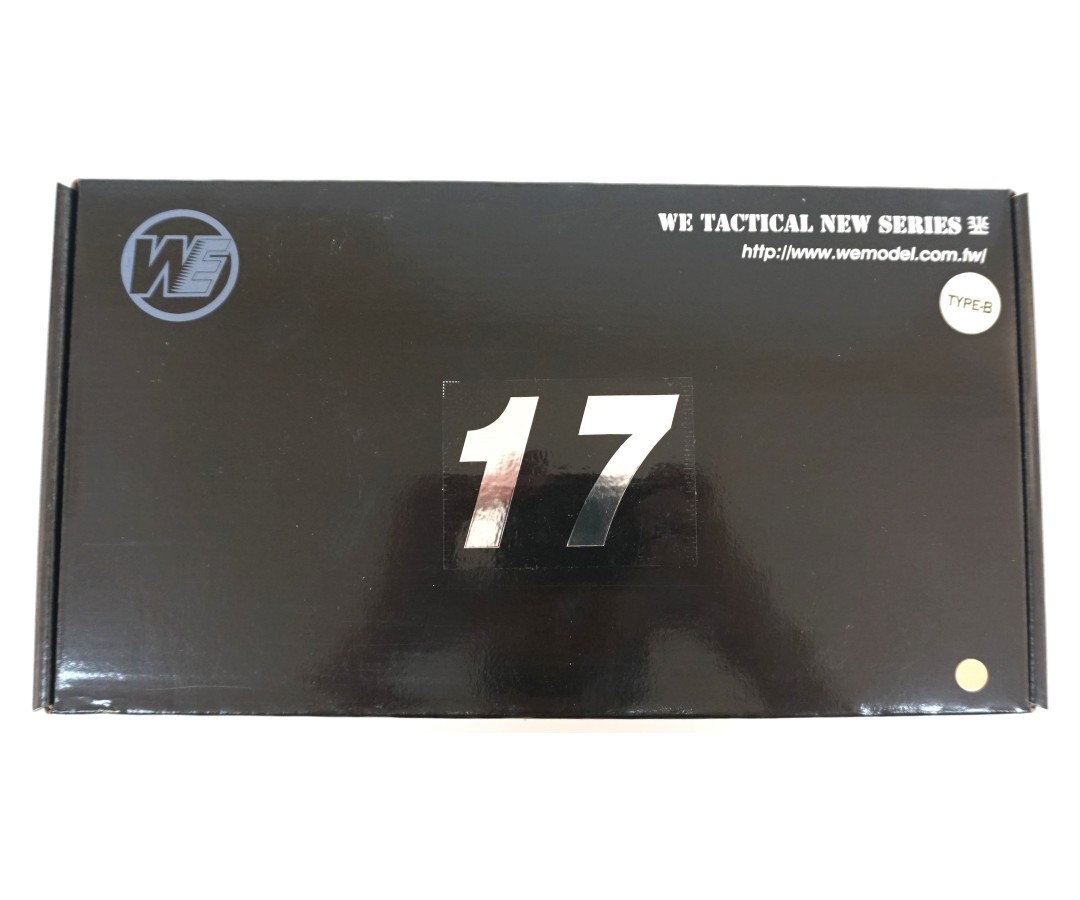 WE
WE TACTICAL NEW SERIES
http://www.wemodel.com.tw/
TYPE-B
17